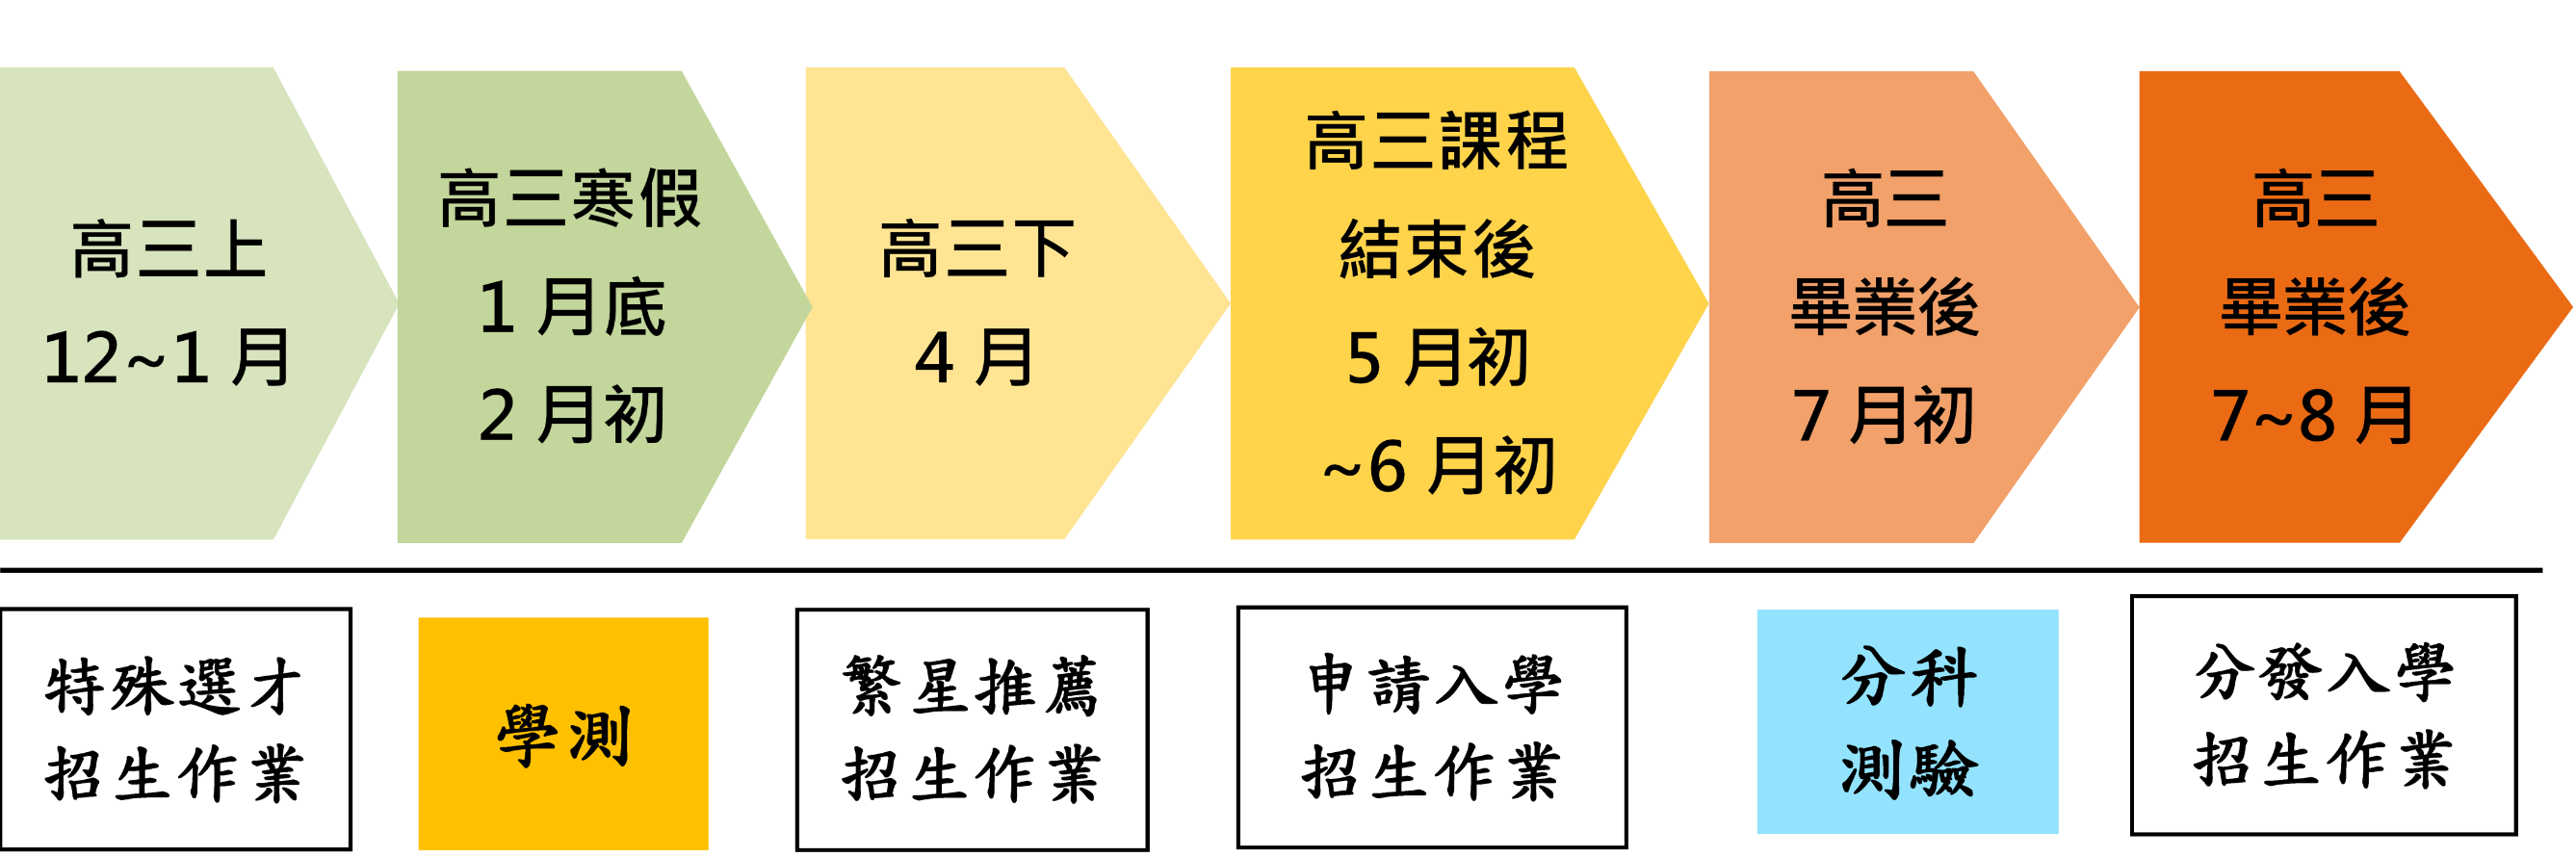 高三上
12~1 月
高三寒假
1 月底
2 月初
高三下
4 月
高三課程
結束後
5 月初
~6 月初
高三
畢業後
7 月初
高三
畢業後
7~8 月
特殊選才
招生作業
學測
繁星推薦
招生作業
申請入學
招生作業
分科
測驗
分發入學
招生作業